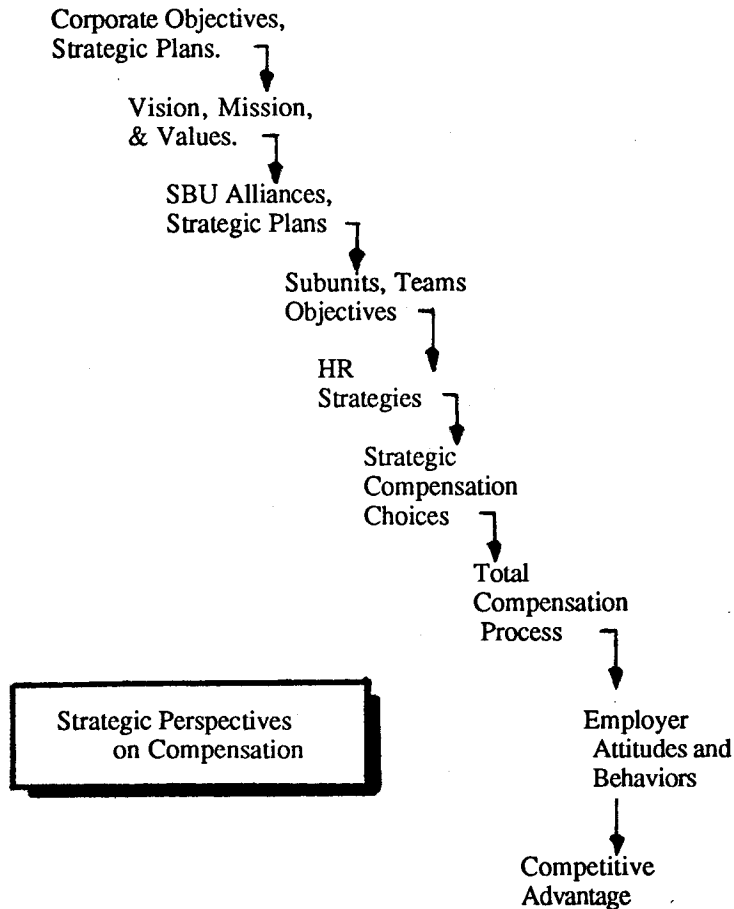 Corporate Objectives,
Strategic Plans.
Vision, Mission,
& Values.
SBU Alliances,
Strategic Plans
Subunits, Teams
Objectives
HR
Strategies
Strategic
Compensation
Choices
Total
Compensation
Process
Strategic Perspectives
on Compensation
Employer
Attitudes and
Behaviors
Competitive
Advantage